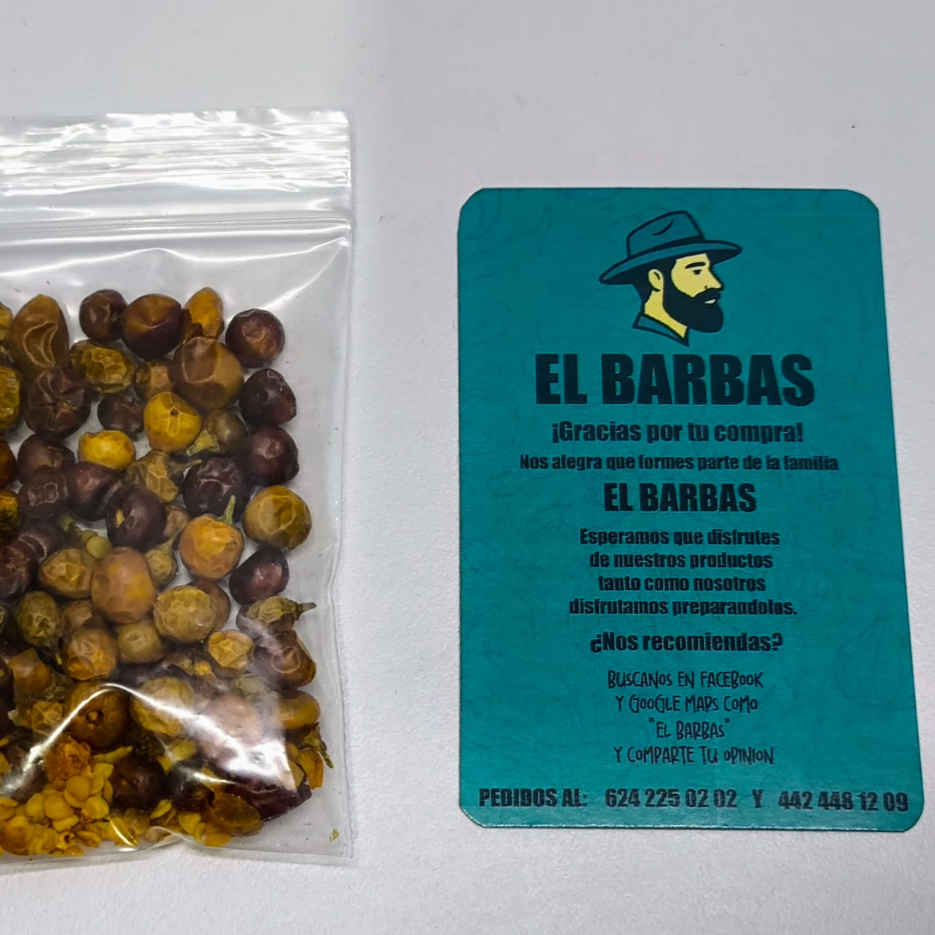 EL BARBAS
¡Gracias por tu compra!
Nos alegra que formes parte de la familia
EL BARBAS
Esperamos que disfrutes
de nuestros productos
tanto como nosotros
disfrutamos preparandolos.
¿Nos recomiendas?
BUSCANOS EN FACEBOOK
Y GOOGLE MAPS COMO
"EL BARBAS"
Y COMPARTE TU OPINION
PEDIDOS AL: 624 225 02 02 Y 442 448 12 09